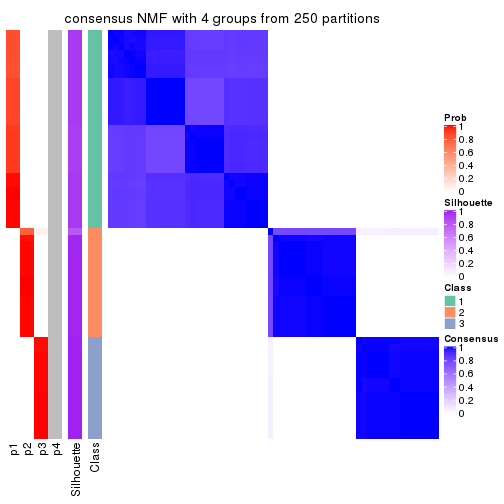 consensus NMF with 4 groups from 250 partitions
Prob
1
0.8
0.6
0.4
0.2
0
Silhouette
1
0.8
0.6
0.4
0.2
0
Class
1
2
3
Consensus
1
0.8
0.6
0.4
0.2
0
p1
p2
p3
p4
Silhouette
Class